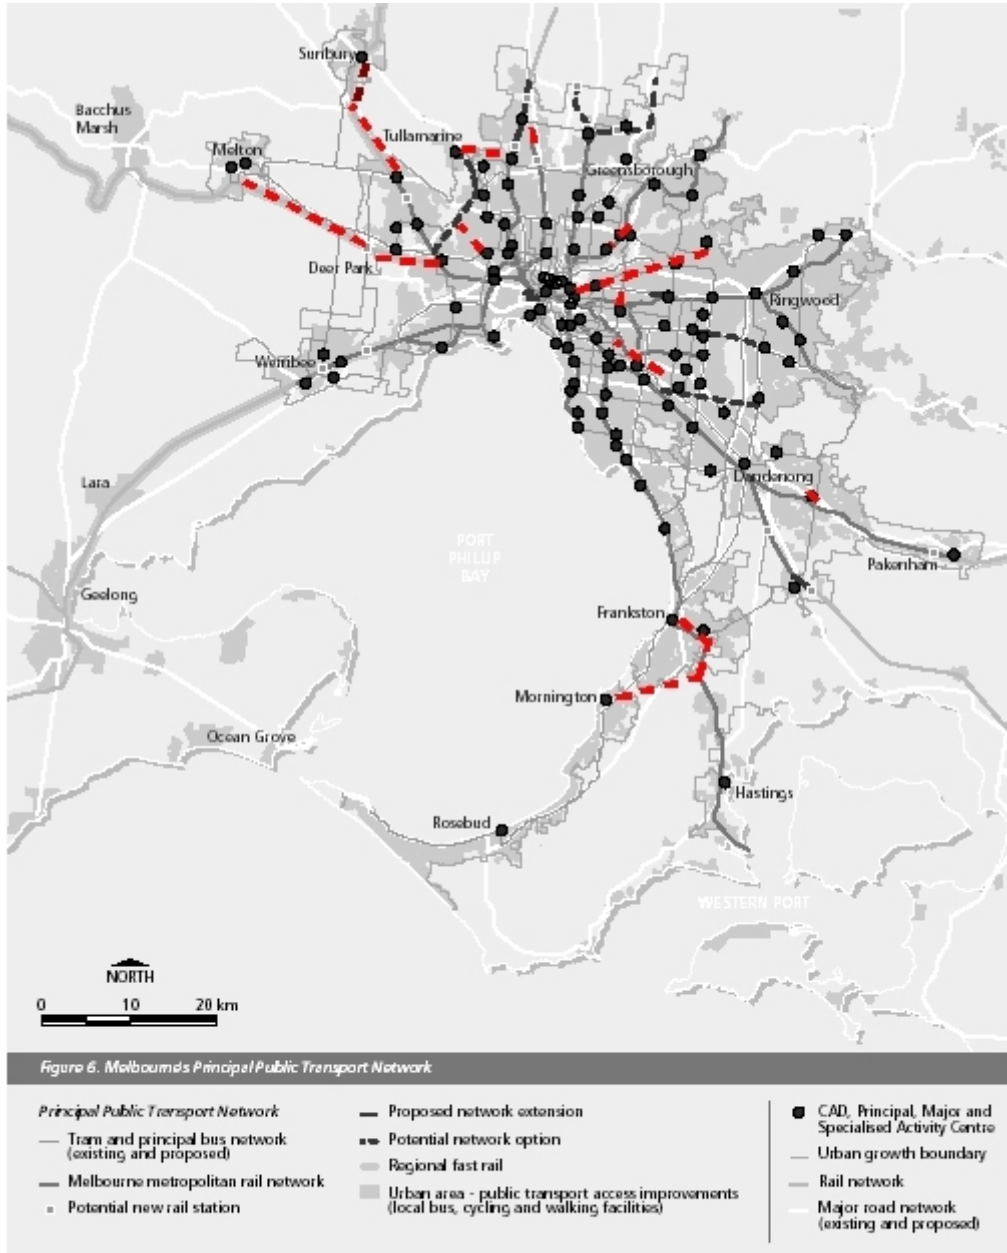 Sunbury
Bacchus
Marsh
Tullamarine
Melton
Greensborough
Deer Park
Ringwood
Werribee
Lara
Dandenong
PORT
PHILLIP
BAY
Pakenham
Geelong
Frankston
Mornington
Ocean Grove
Hastings
Rosebud
WESTERN PORT
NORTH
0 10 20 km
Figure 6. Melbourne's Principal Public Transport Network
Principal Public Transport Network
Tram and principal bus network
(existing and proposed)
Melbourne metropolitan rail network
Potential new rail station
Proposed network extension
Potential network option
Regional fast rail
Urban area - public transport access improvements
(local bus, cycling and walking facilities)
CAD, Principal, Major and
Specialised Activity Centre
Urban growth boundary
Rail network
Major road network
(existing and proposed)